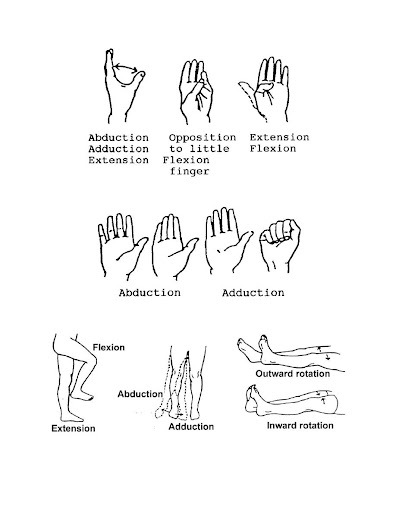 Abduction Opposition Extension
Adduction to little Flexion
Extension Flexion
finger
Abduction Adduction
Flexion
Abduction
Extension
Adduction
Outward rotation
Inward rotation